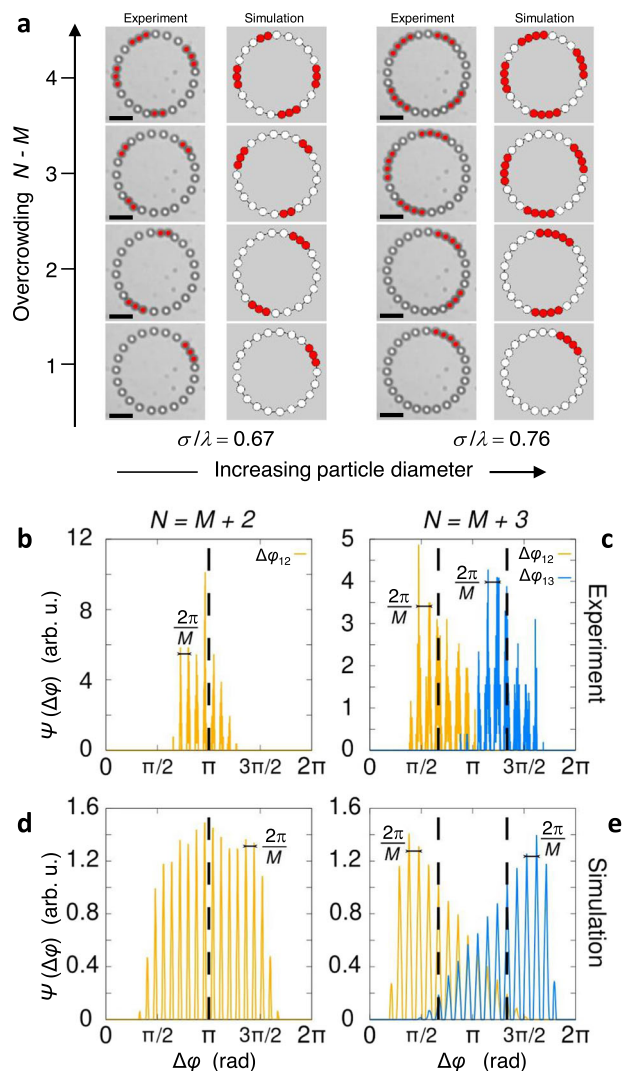 a
Experiment Simulation Experiment Simulation
Overcrowding N - M
4
3
2
1
σ/λ = 0.67 σ/λ = 0.76
Increasing particle diameter
N = M + 2 N = M + 3
b
Ψ (Δφ) (arb. u.)
12
8
4
0
0 π/2 π 3π/2 2π
Δφ12
2π
M
c
5
4
3
2
1
0
0 π/2 π 3π/2 2π
Δφ12
Δφ13
2π
M
2π
M
Experiment
d
Ψ (Δφ) (arb. u.)
1.6
1.2
0.8
0.4
0
0 π/2 π 3π/2 2π
Δφ (rad)
2π
M
e
1.6
1.2
0.8
0.4
0
0 π/2 π 3π/2 2π
Δφ (rad)
2π
M
2π
M
Simulation